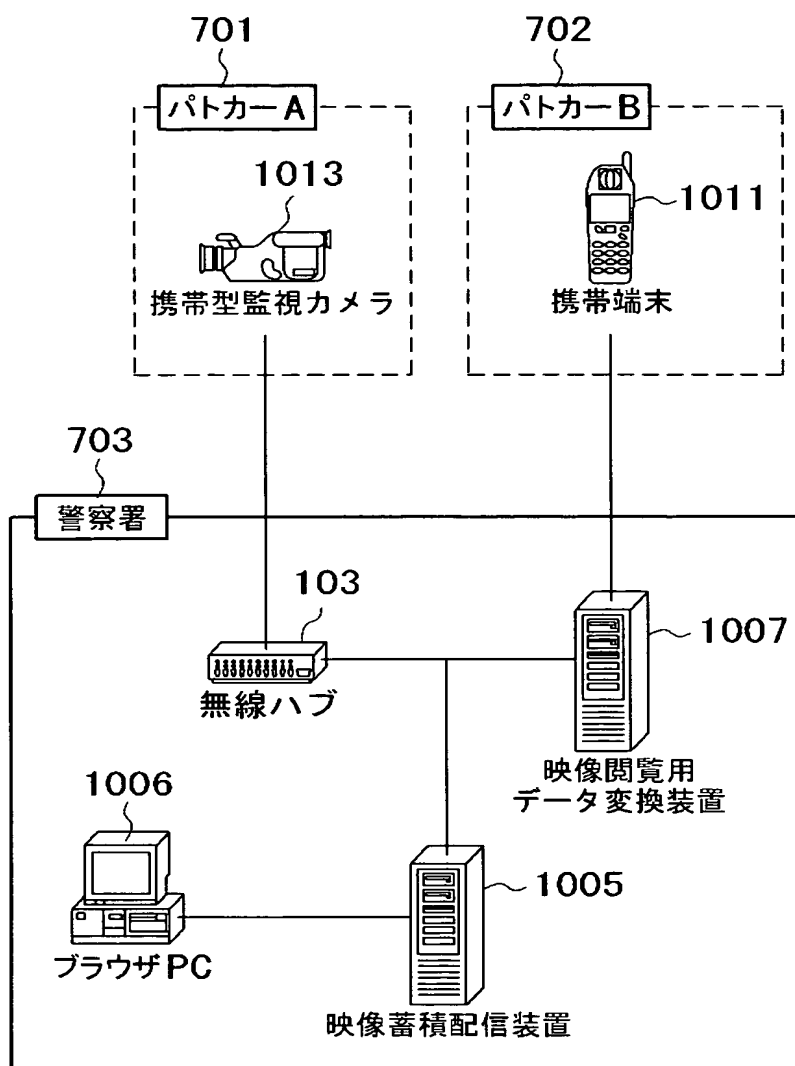 701
702
パトカーA
パトカーB
1013
1011
携帯型監視カメラ
携帯端末
703
警察署
103
1007
無線ハブ
映像閲覧用
データ変換装置
1006
1005
ブラウザPC
映像蓄積配信装置